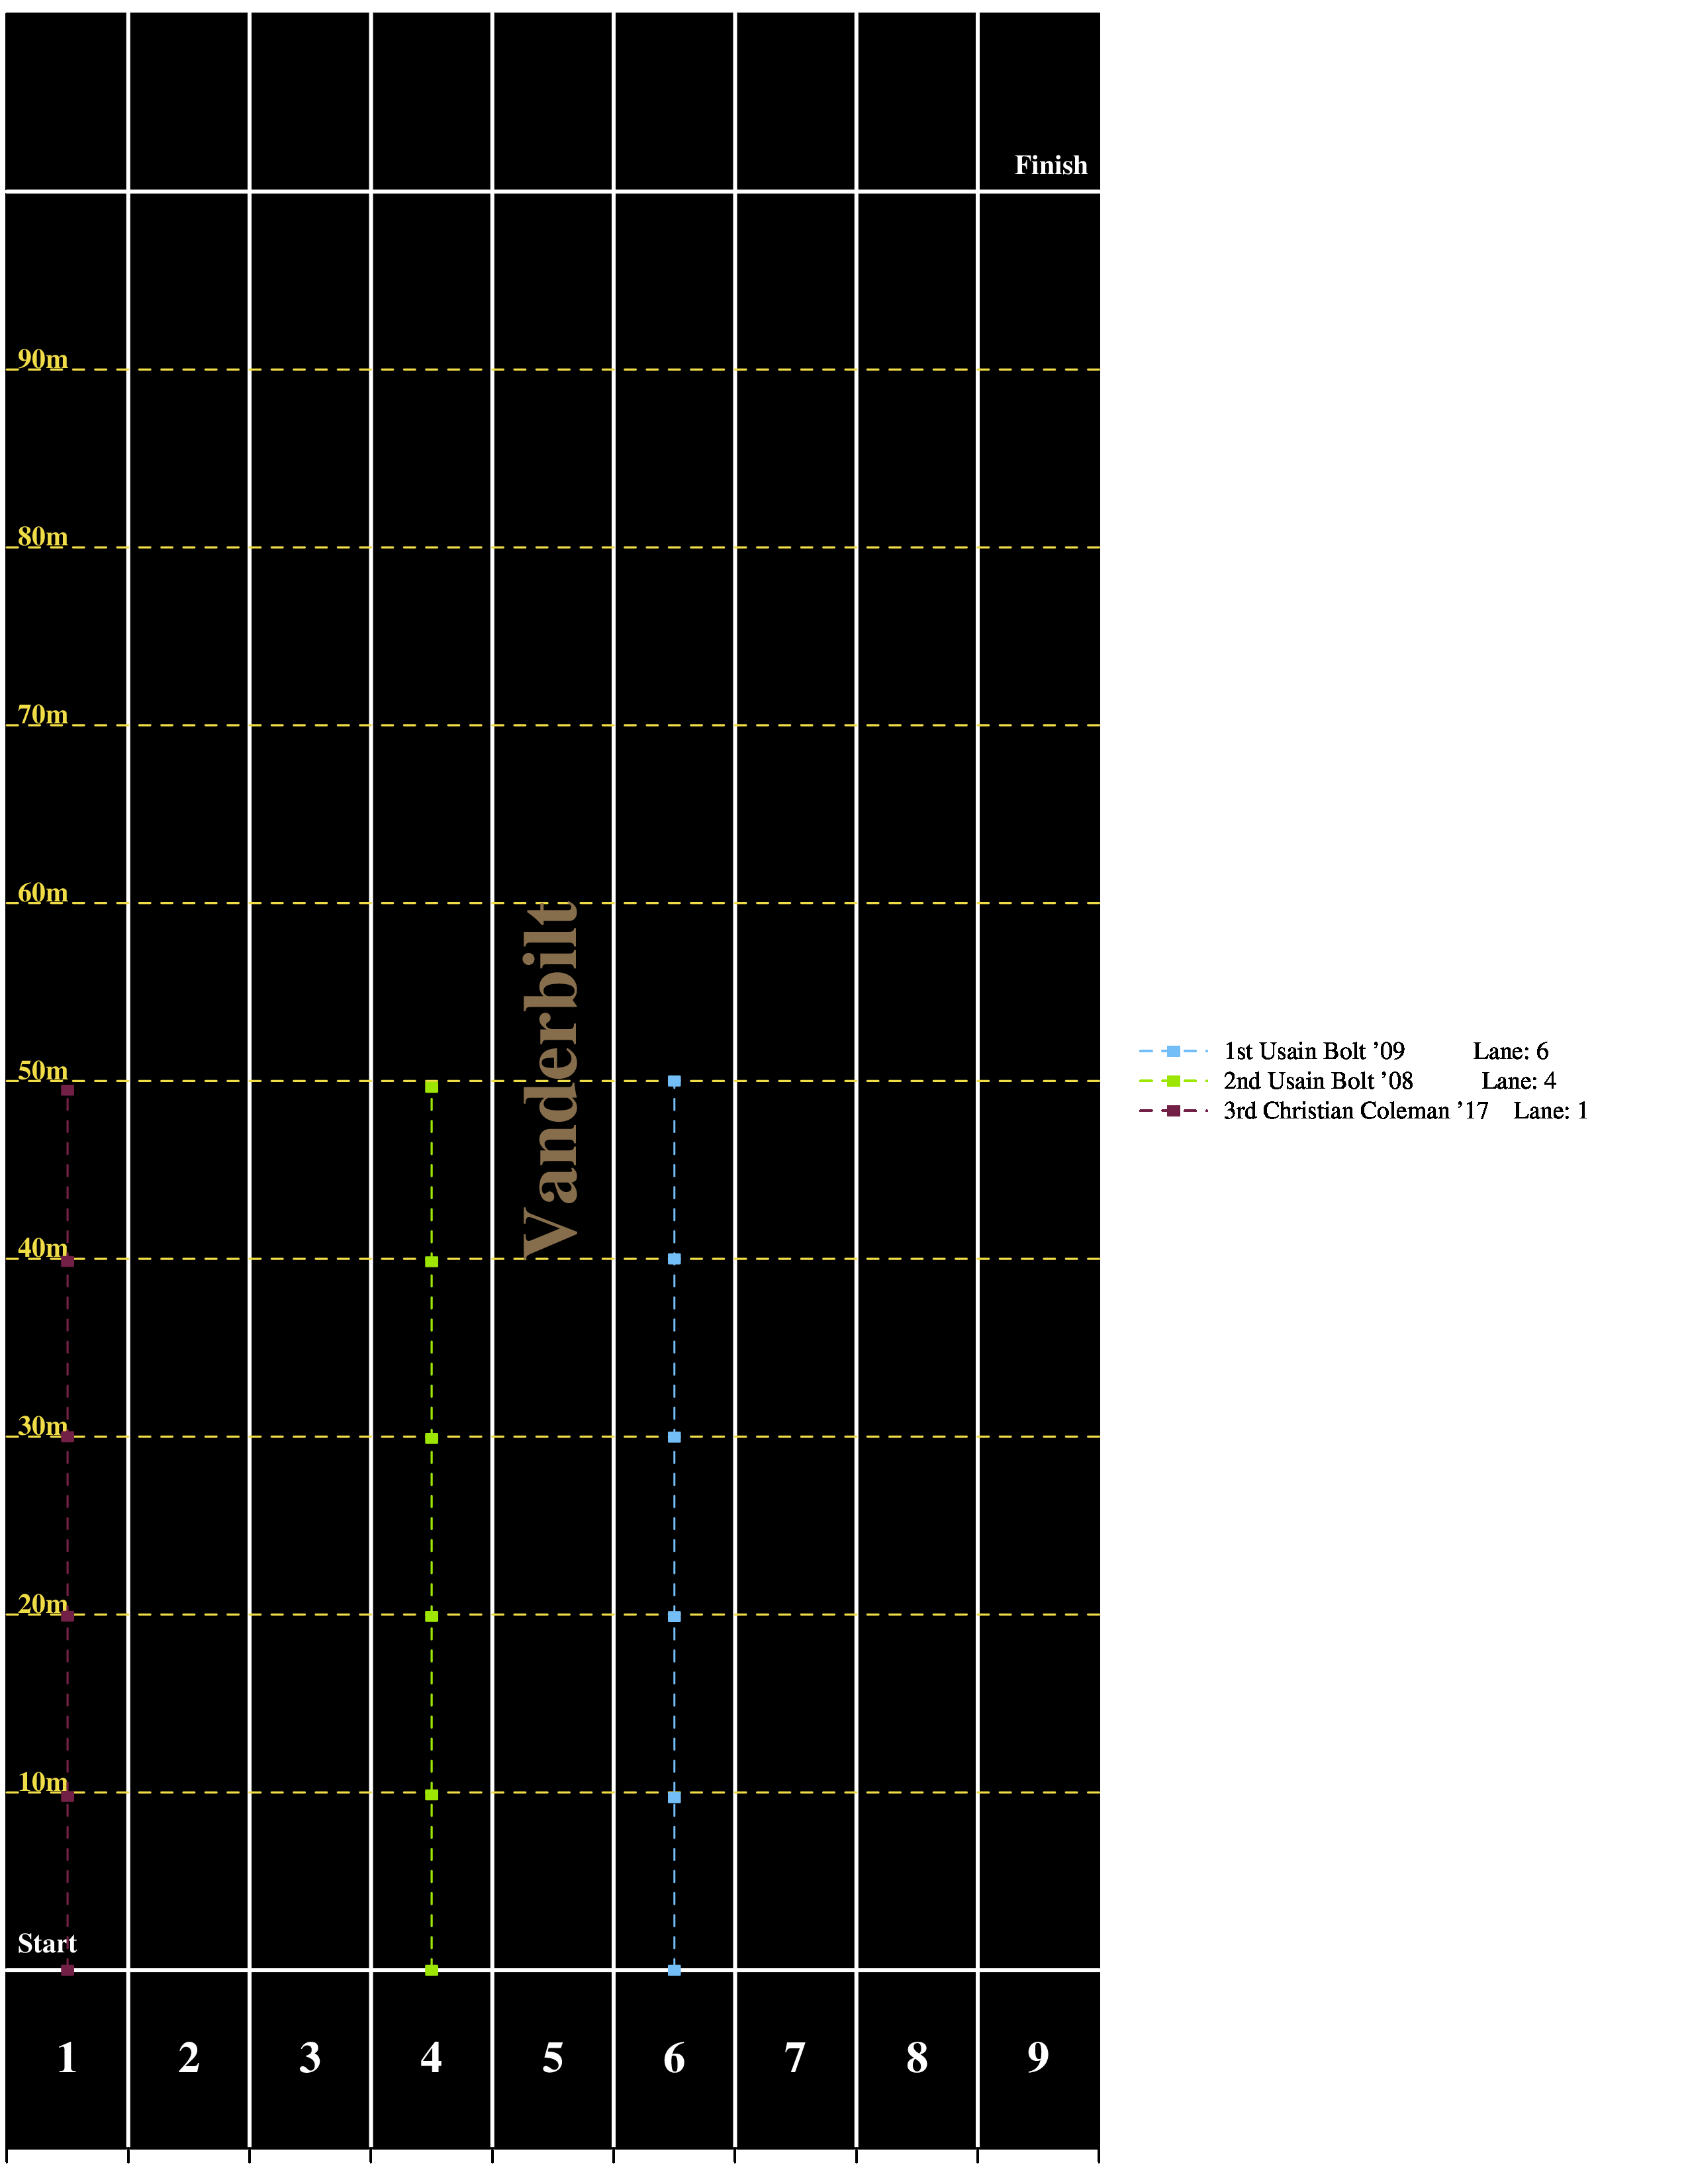 Finish
90m
80m
70m
60m
Vanderbilt
50m
40m
30m
20m
10m
Start
1 2 3 4 5 6 7 8 9
1st Usain Bolt ’09 Lane: 6
2nd Usain Bolt ’08 Lane: 4
3rd Christian Coleman ’17 Lane: 1